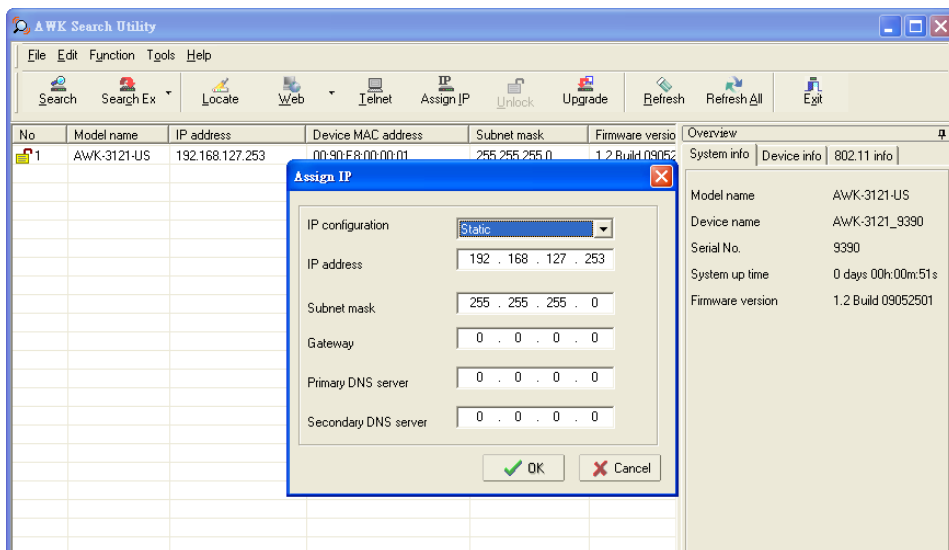 AWK Search Utility
File Edit Function Tools Help
Search Search Ex Locate Web Telnet Assign IP Unlock Upgrade Refresh Refresh All Exit
IP
No Model name IP address Device MAC address Subnet mask Firmware versio
1 AWK-3121-US 192.168.127.253 00:90:E8:00:00:01 255.255.255.0 1.2 Build 09052
Assign IP
IP configuration Static
IP address 192 . 168 . 127 . 253
Subnet mask 255 . 255 . 255 . 0
Gateway 0 . 0 . 0 . 0
Primary DNS server 0 . 0 . 0 . 0
Secondary DNS server 0 . 0 . 0 . 0
OK Cancel
Overview
System info Device info 802.11 info
Model name AWK-3121-US
Device name AWK-3121_9390
Serial No. 9390
System up time 0 days 00h:00m:51s
Firmware version 1.2 Build 09052501